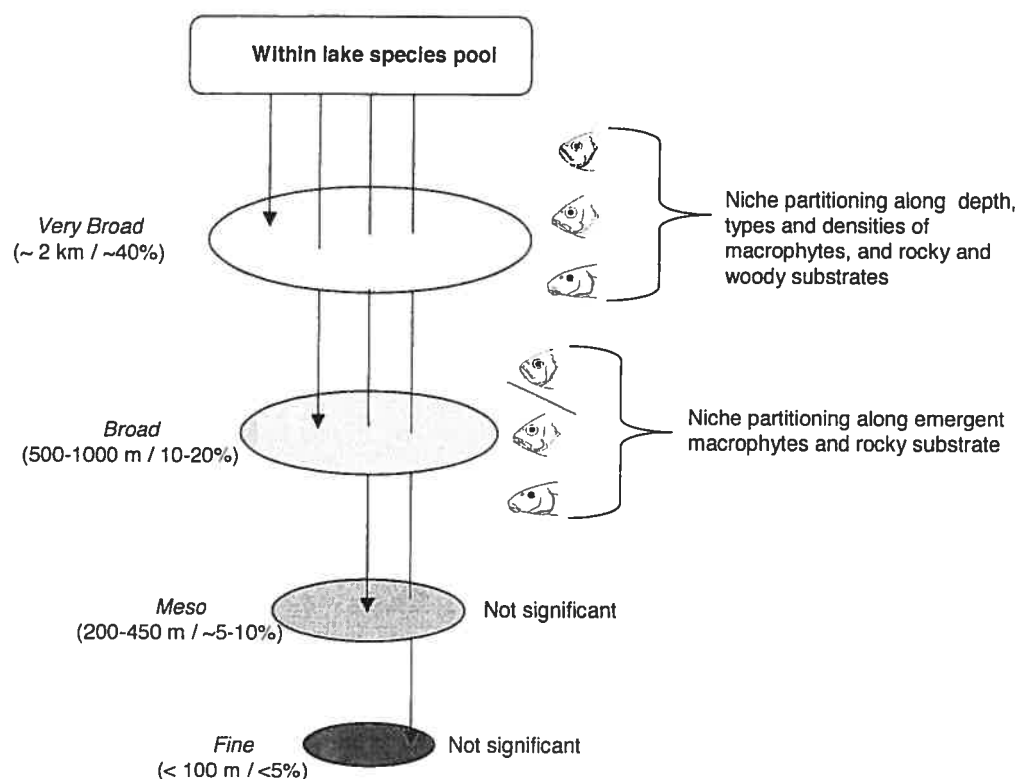 Within lake species pool
Very Broad
(~ 2 km / ~40%)
Niche partitioning along depth,
types and densities of
macrophytes, and rocky and
woody substrates
Broad
(500-1000 m / 10-20%)
Niche partitioning along emergent
macrophytes and rocky substrate
Meso
(200-450 m / ~5-10%)
Not significant
Fine
(< 100 m / <5%)
Not significant